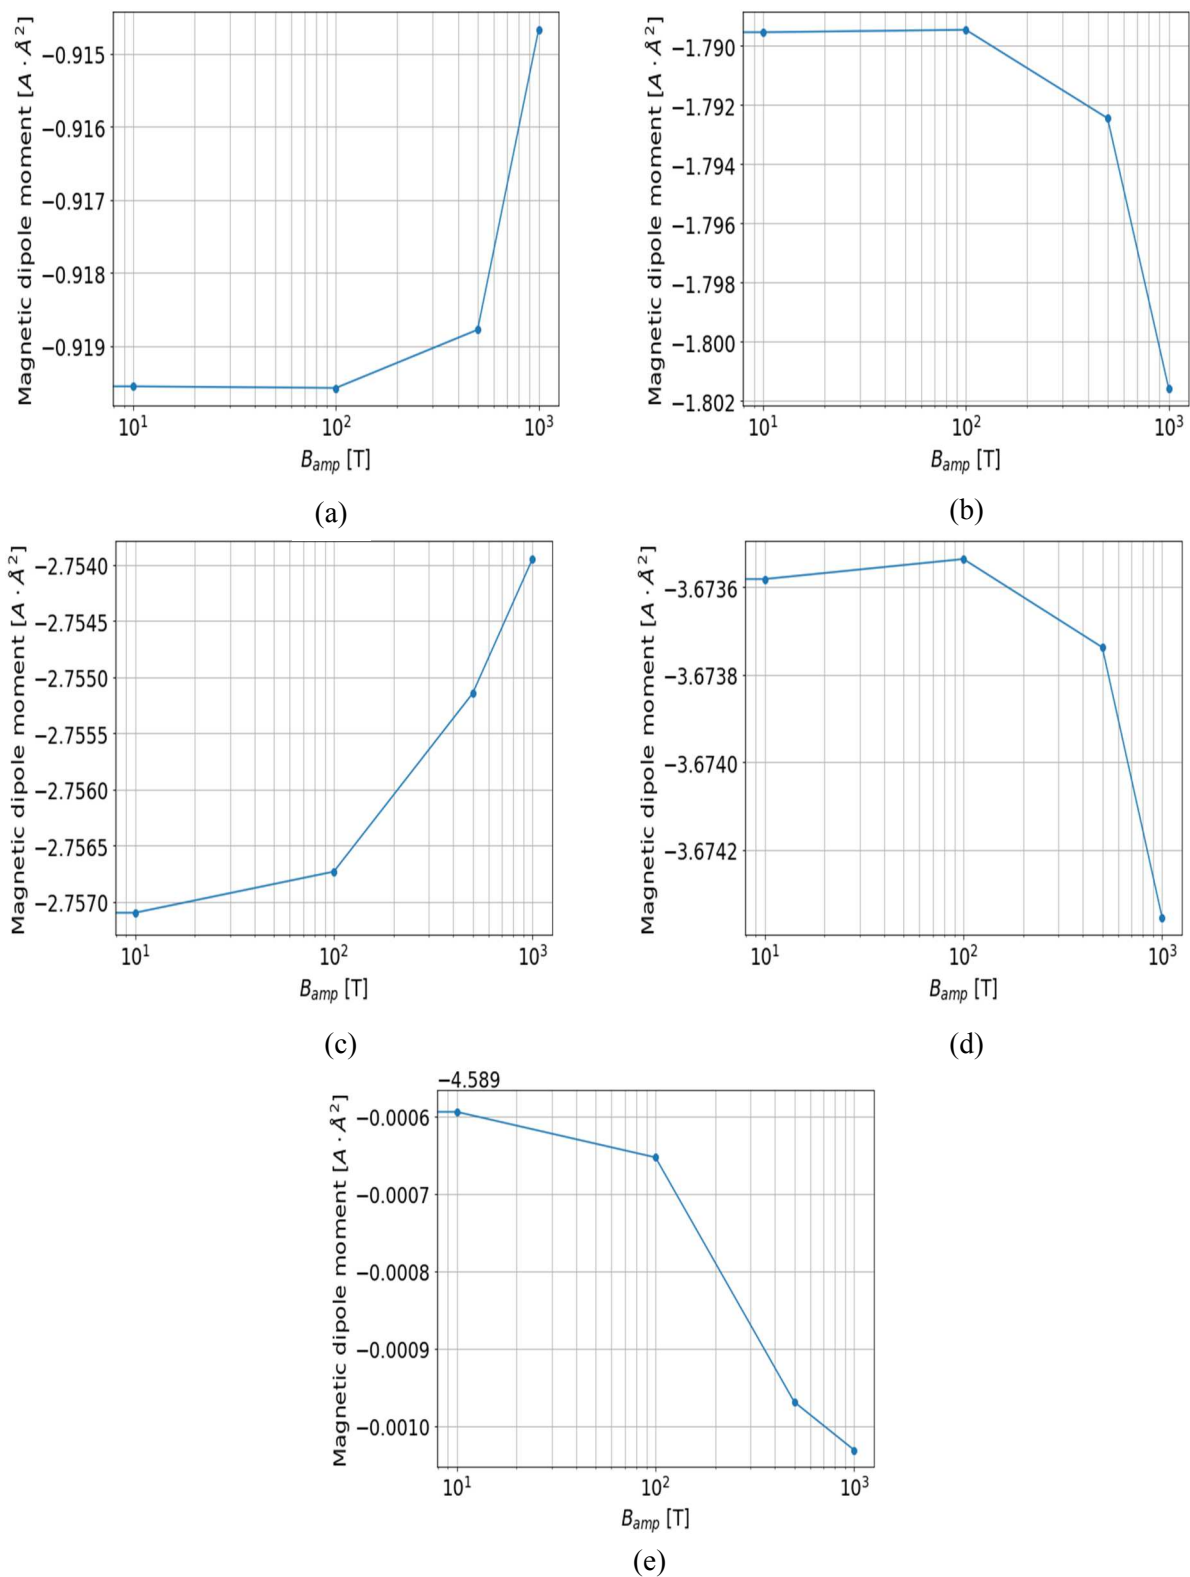 Magnetic dipole moment [A · Å²]
−0.915
−0.916
−0.917
−0.918
−0.919
10¹ 10² 10³
B_amp [T]
(a)
Magnetic dipole moment [A · Å²]
−1.790
−1.792
−1.794
−1.796
−1.798
−1.800
−1.802
10¹ 10² 10³
B_amp [T]
(b)
Magnetic dipole moment [A · Å²]
−2.7540
−2.7545
−2.7550
−2.7555
−2.7560
−2.7565
−2.7570
10¹ 10² 10³
B_amp [T]
(c)
Magnetic dipole moment [A · Å²]
−3.6736
−3.6738
−3.6740
−3.6742
10¹ 10² 10³
B_amp [T]
(d)
−4.589
Magnetic dipole moment [A · Å²]
−0.0006
−0.0007
−0.0008
−0.0009
−0.0010
10¹ 10² 10³
B_amp [T]
(e)